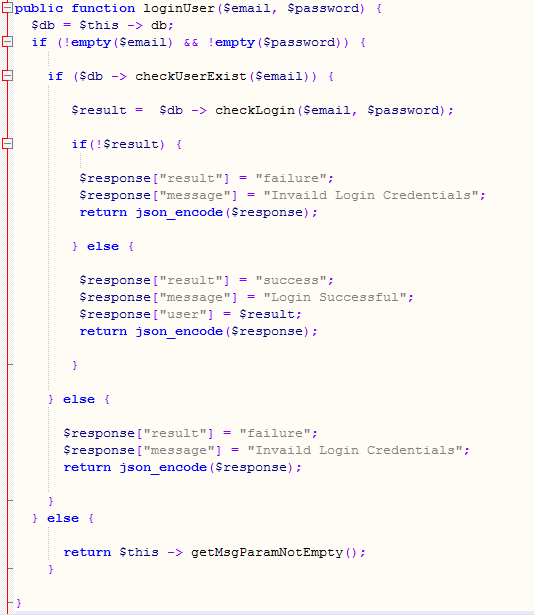 public function loginUser($email, $password) {
$db = $this -> db;
if (!empty($email) && !empty($password)) {
if ($db -> checkUserExist($email)) {
$result =  $db -> checkLogin($email, $password);
if(!$result) {
$response["result"] = "failure";
$response["message"] = "Invaild Login Credentials";
return json_encode($response);
} else {
$response["result"] = "success";
$response["message"] = "Login Successful";
$response["user"] = $result;
return json_encode($response);
}
} else {
$response["result"] = "failure";
$response["message"] = "Invaild Login Credentials";
return json_encode($response);
}
} else {
return $this -> getMsgParamNotEmpty();
}
}